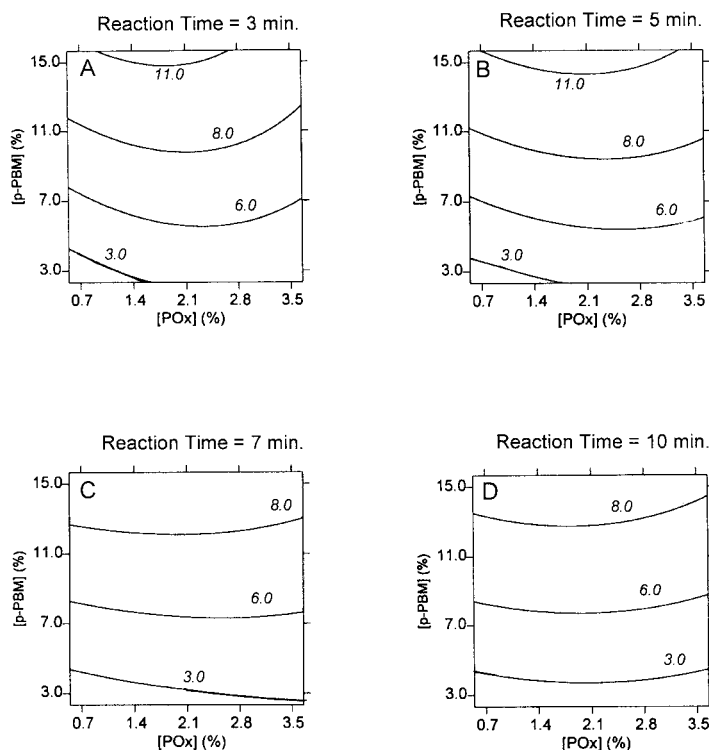 Reaction Time = 3 min.
A
15.0
11.0
7.0
3.0
[p-PBM] (%)
11.0
8.0
6.0
3.0
0.7 1.4 2.1 2.8 3.5
[POx] (%)
Reaction Time = 5 min.
B
15.0
11.0
7.0
3.0
[p-PBM] (%)
11.0
8.0
6.0
3.0
0.7 1.4 2.1 2.8 3.5
[POx] (%)
Reaction Time = 7 min.
C
15.0
11.0
7.0
3.0
[p-PBM] (%)
8.0
6.0
3.0
0.7 1.4 2.1 2.8 3.5
[POx] (%)
Reaction Time = 10 min.
D
15.0
11.0
7.0
3.0
[p-PBM] (%)
8.0
6.0
3.0
0.7 1.4 2.1 2.8 3.5
[POx] (%)